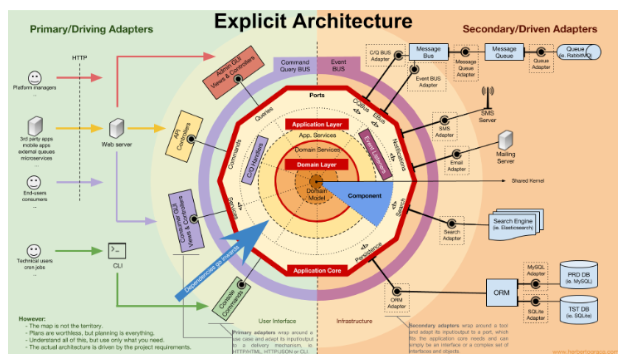 Explicit Architecture
Primary/Driving Adapters
Secondary/Driven Adapters
HTTP
Platform managers
...
3rd party apps
mobile apps
external queues
microservices
...
End-users
consumers
...
Technical users
cron jobs
...
Web server
CLI
Admin GUI
Views & Controllers
API
Controllers
Consumer GUI
Views & Controllers
Console
Commands
Command
Query BUS
Event
BUS
Ports
Queries
Commands
Services
C/Q Handlers
Application Layer
App. Services
Domain Services
Domain Layer
Domain
Model
Component
Application Core
Dependencies go inwards
Event Listeners
C/QBus
EBus
</>
</>
Notifications
</>
Search
</>
Persistence
</>
C/Q BUS
Adapter
Message
Bus
Event BUS
Adapter
Message
Queue
Adapter
Message
Queue
Queue
Adapter
Queue
(ie. RabbitMQ)
SMS
Adapter
SMS
Server
Email
Adapter
Mailing
Server
Shared Kernel
Search
Adapter
Search Engine
(ie. Elasticsearch)
ORM
Adapter
ORM
MySQL
Adapter
PRD DB
(ie. MySQL)
SQLite
Adapter
TST DB
(ie. SQLite)
User Interface
Infrastructure
However:
- The map is not the territory.
- Plans are worthless, but planning is everything.
- Understand all of this, but use only what you need.
- The actual architecture is driven by the project requirements.
Primary adapters wrap around a
use case and adapt its input/output
to a delivery mechanism, ie.
HTTP/HTML, HTTP/JSON or CLI.
Secondary adapters wrap around a tool
and adapt its input/output to a port, which
fits the application core needs and can
simply be an interface or a complex set of
interfaces and objects.